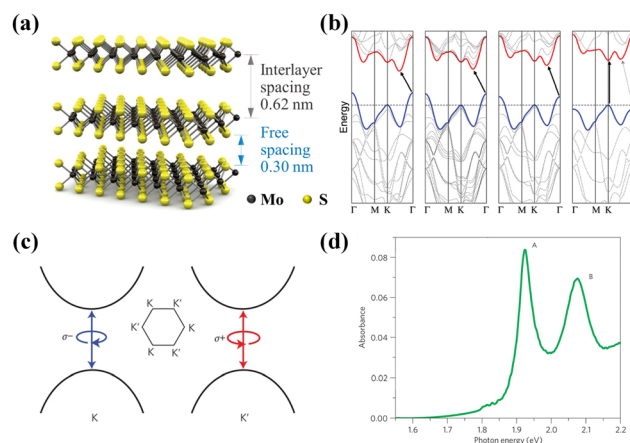 (a)
Interlayer
spacing
0.62 nm
Free
spacing
0.30 nm
Mo S
(b)
Energy
Γ M K Γ Γ M K Γ Γ M K Γ Γ M K Γ
(c)
K K'
K' K
K K'
σ− σ+
K K'
(d)
A
B
Absorbance
0.08
0.06
0.04
0.02
0.00
1.6 1.7 1.8 1.9 2.0 2.1 2.2
Photon energy (eV)